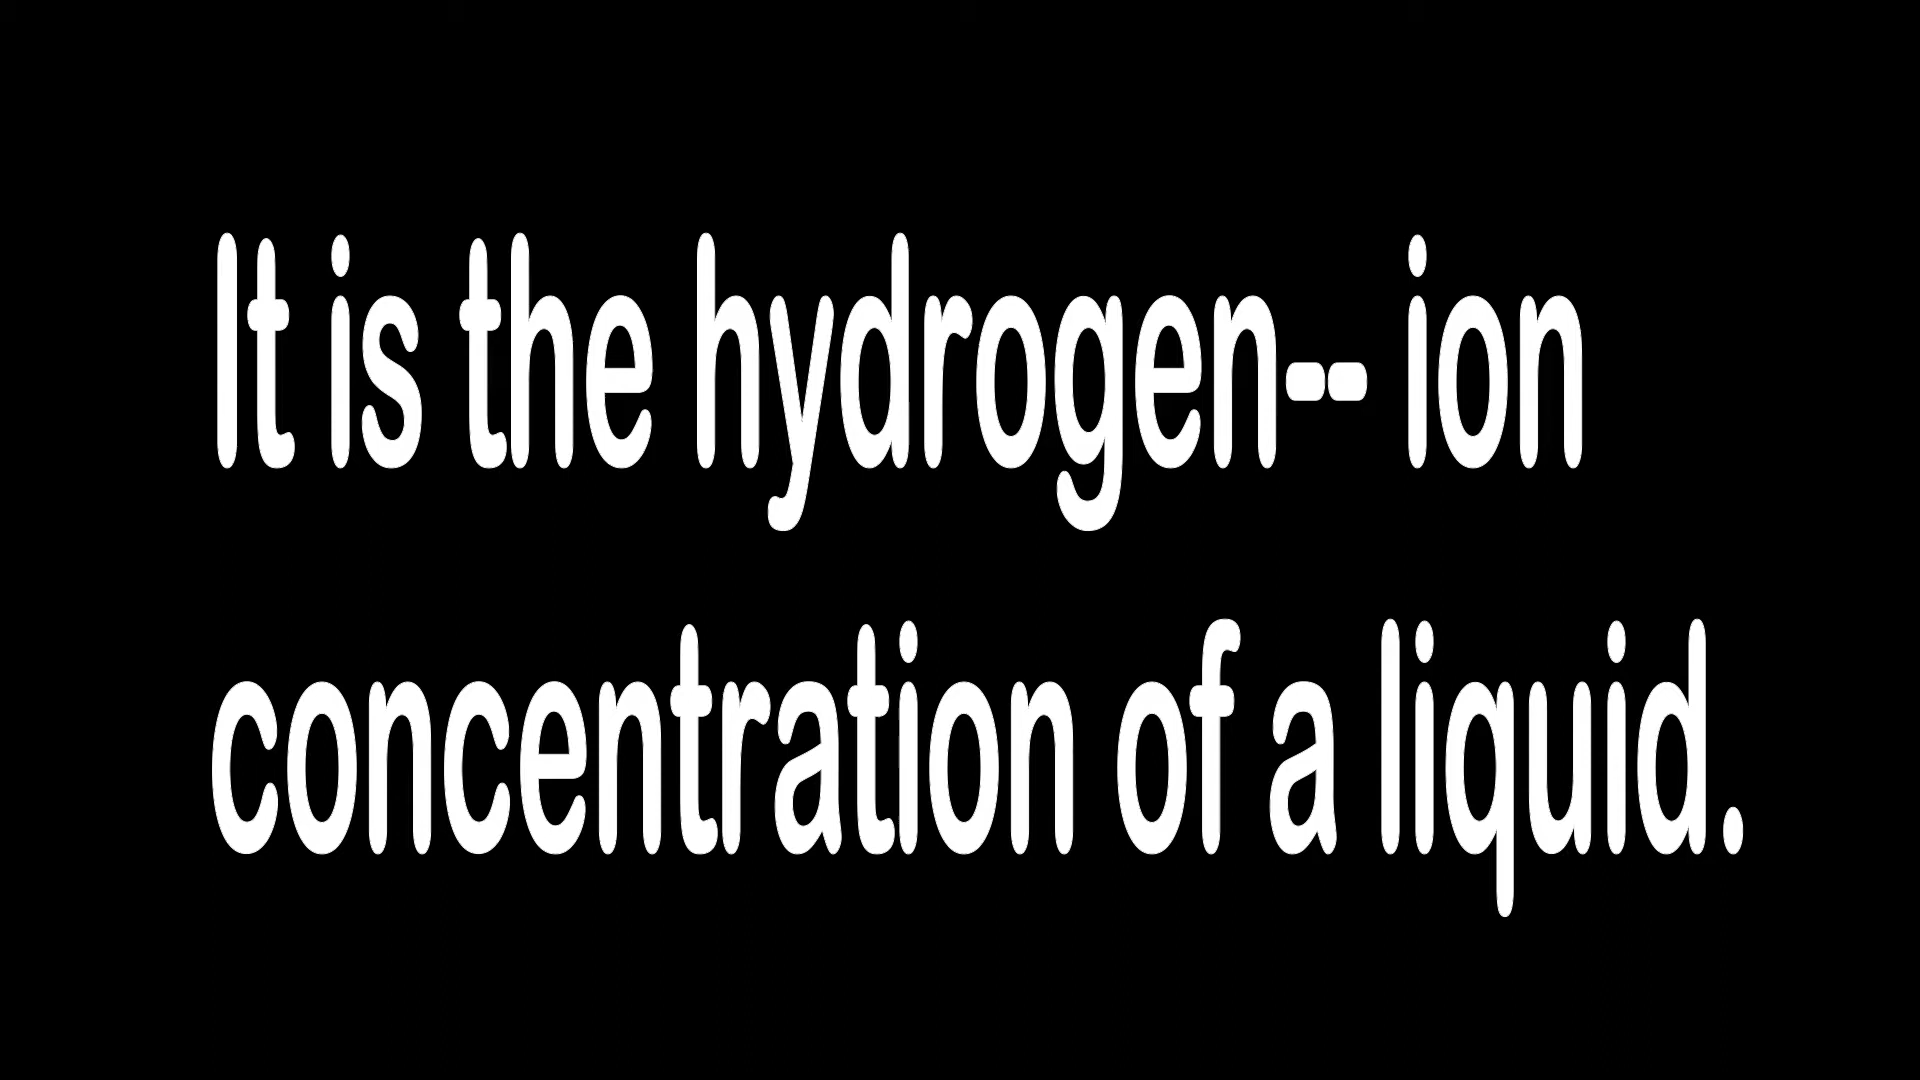 It is the hydrogen-- ion
concentration of a liquid.